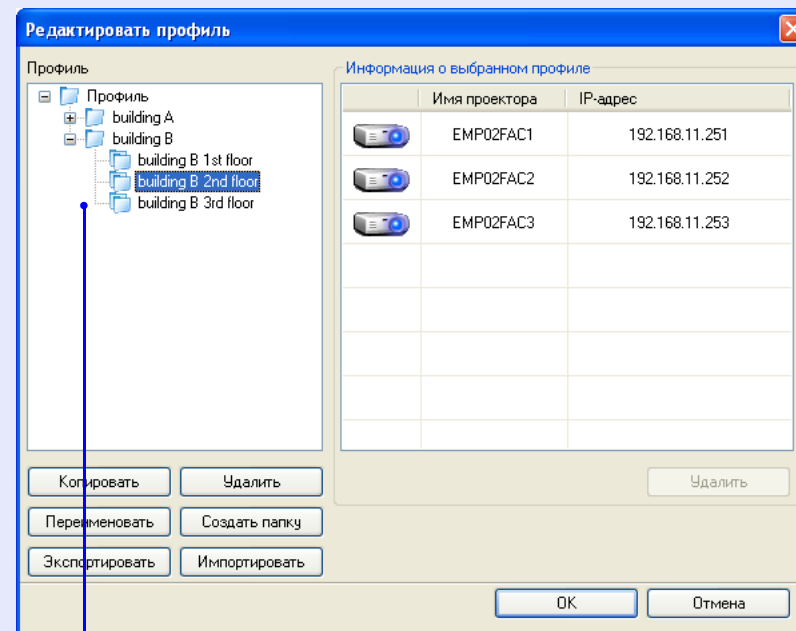 Редактировать профиль
Профиль
Информация о выбранном профиле
Профиль
building A
building B
building B 1st floor
building B 2nd floor
building B 3rd floor
Имя проектора IP-адрес
EMP02FAC1 192.168.11.251
EMP02FAC2 192.168.11.252
EMP02FAC3 192.168.11.253
Копировать Удалить Удалить
Переименовать Создать папку
Экспортировать Импортировать
OK Отмена